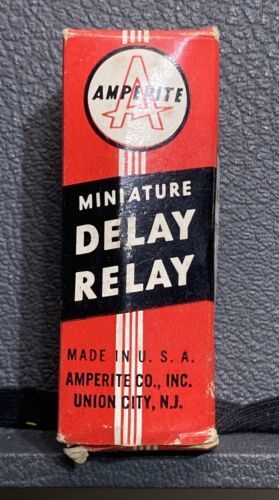 AMPERITE
MINIATURE
DELAY
RELAY
MADE IN U. S. A.
AMPERITE CO., INC.
UNION CITY, N.J.